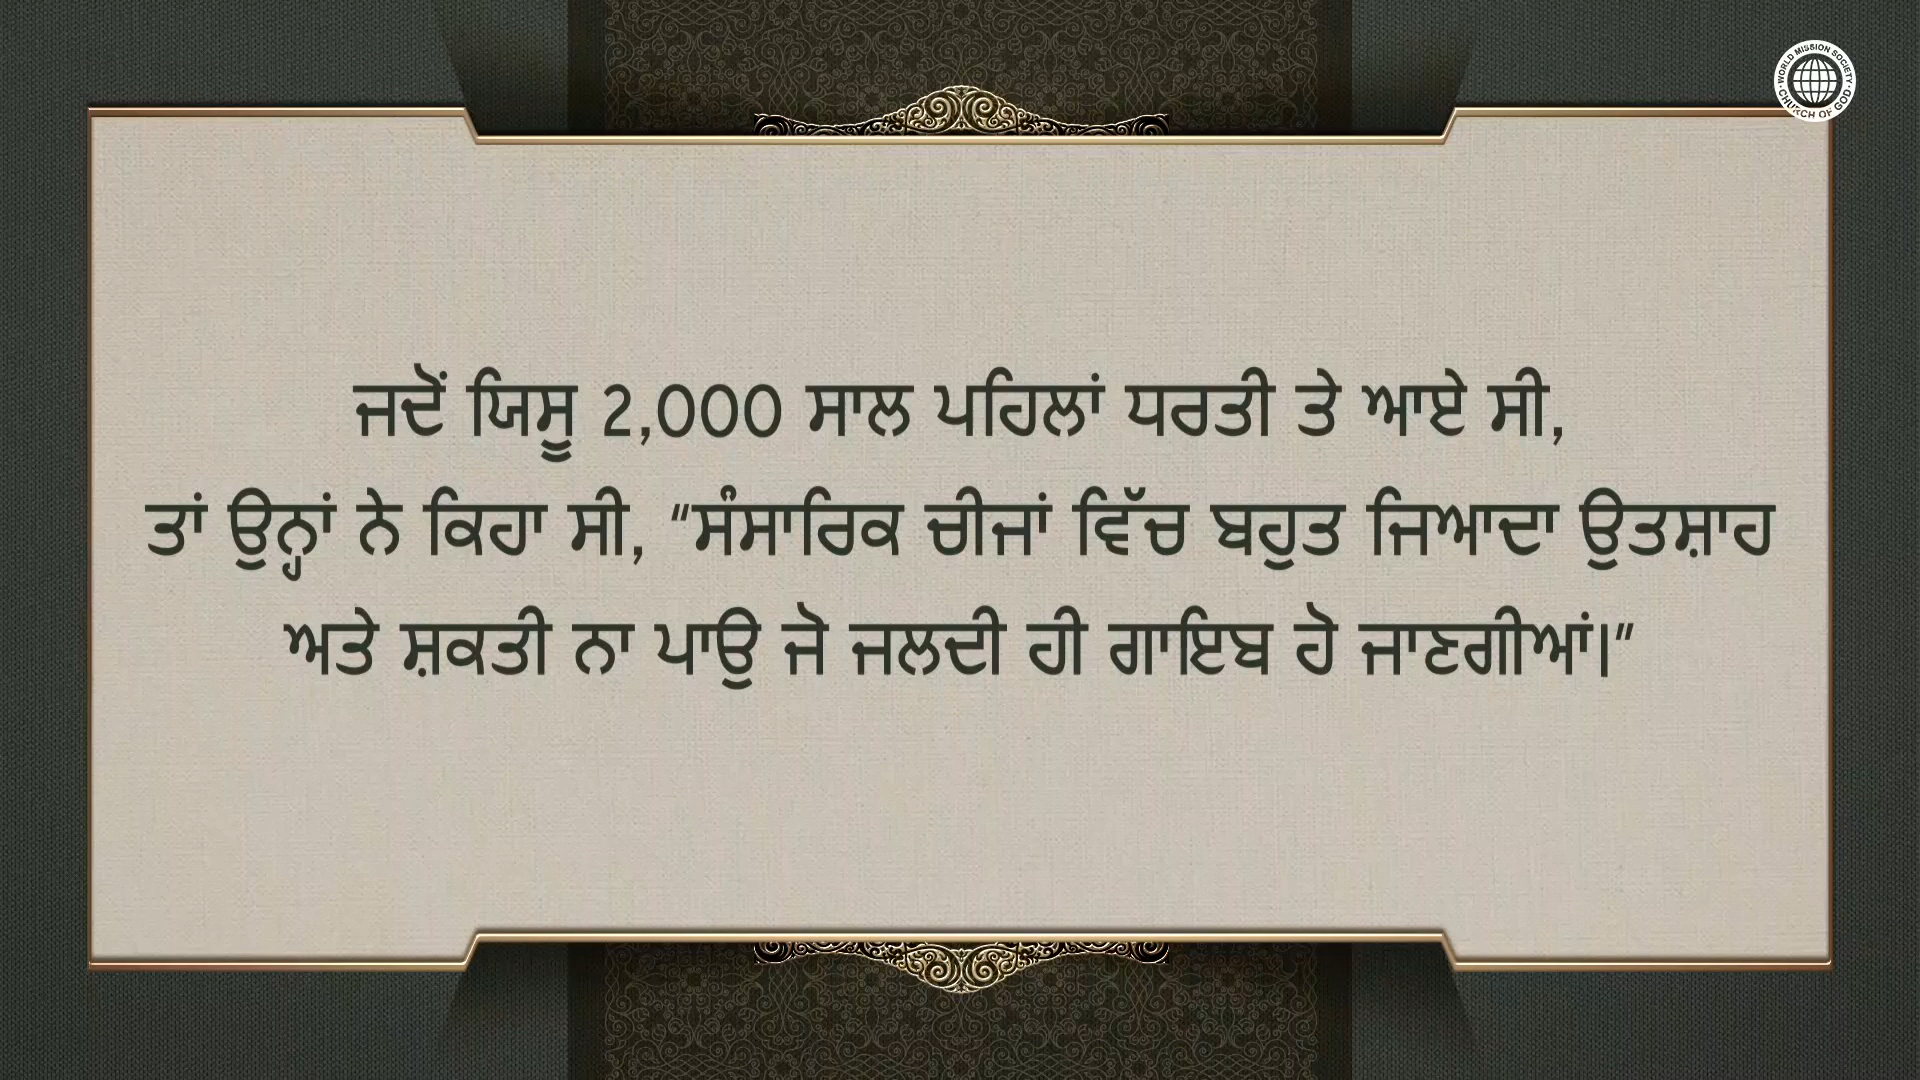 WORLD MISSION SOCIETY CHURCH OF GOD
ਜਦੋਂ ਯਿਸੂ 2,000 ਸਾਲ ਪਹਿਲਾਂ ਧਰਤੀ ਤੇ ਆਏ ਸੀ,
ਤਾਂ ਉਨ੍ਹਾਂ ਨੇ ਕਿਹਾ ਸੀ, "ਸੰਸਾਰਿਕ ਚੀਜਾਂ ਵਿੱਚ ਬਹੁਤ ਜਿਆਦਾ ਉਤਸ਼ਾਹ
ਅਤੇ ਸ਼ਕਤੀ ਨਾ ਪਾਉ ਜੋ ਜਲਦੀ ਹੀ ਗਾਇਬ ਹੋ ਜਾਣਗੀਆਂ।"